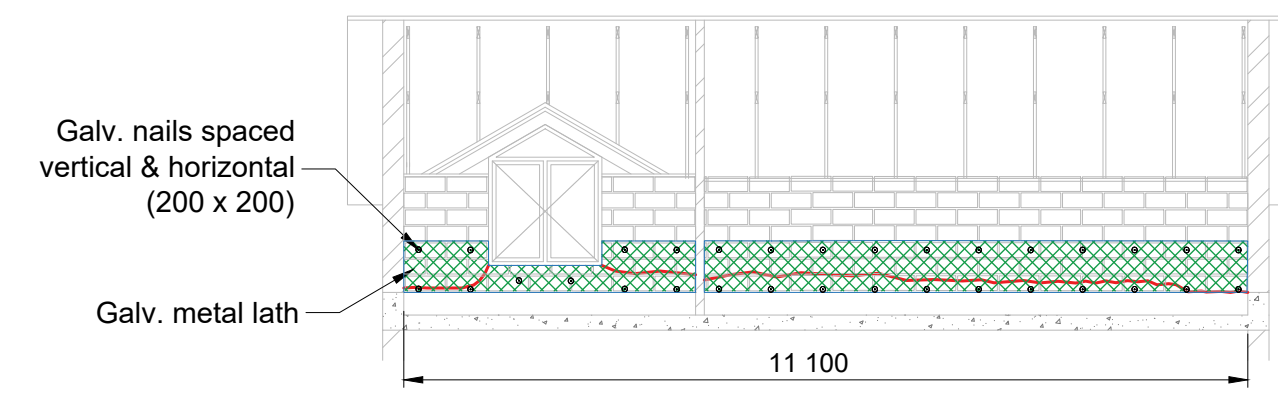 Galv. nails spaced
vertical & horizontal
(200 x 200)
Galv. metal lath
11 100